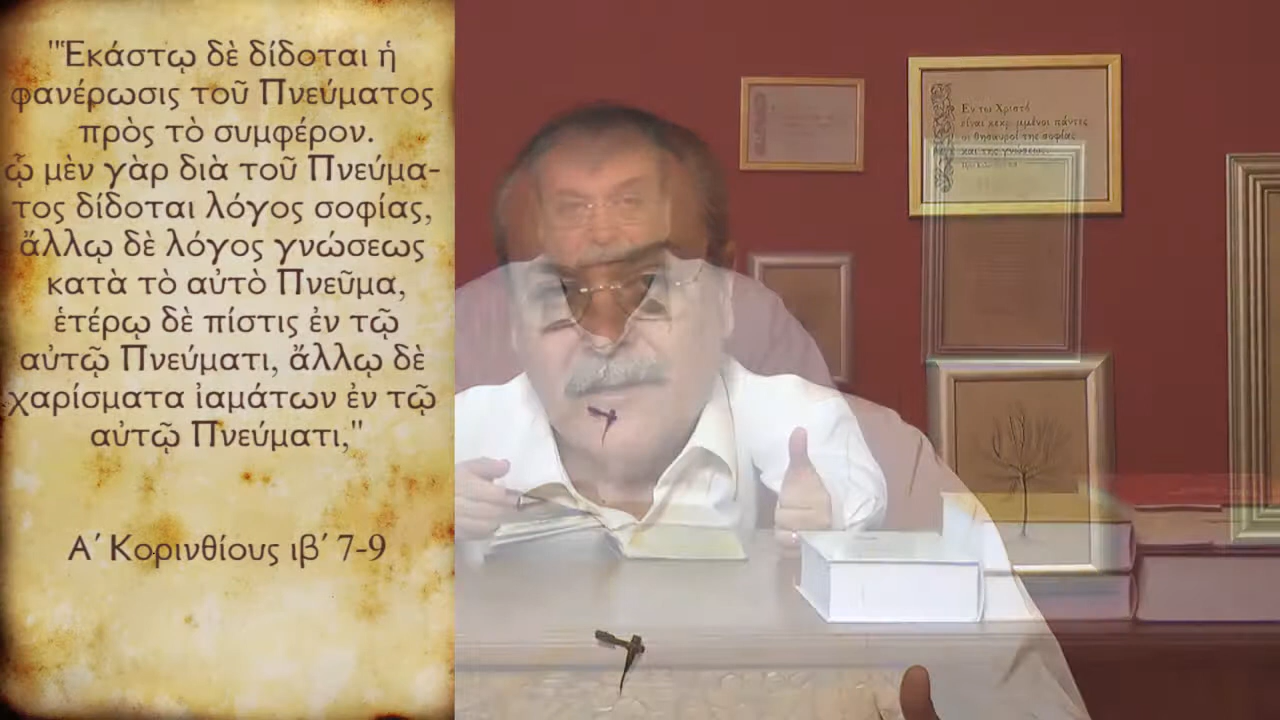 "Ἑκάστῳ δὲ δίδοται ἡ
φανέρωσις τοῦ Πνεύματος
πρὸς τὸ συμφέρον.
ᾧ μὲν γὰρ διὰ τοῦ Πνεύμα-
τος δίδοται λόγος σοφίας,
ἄλλῳ δὲ λόγος γνώσεως
κατὰ τὸ αὐτὸ Πνεῦμα,
ἑτέρῳ δὲ πίστις ἐν τῷ
αὐτῷ Πνεύματι, ἄλλῳ δὲ
χαρίσματα ἰαμάτων ἐν τῷ
αὐτῷ Πνεύματι,"
Α΄ Κορινθίους ιβ΄ 7-9
Εν τω Χριστό
είναι κεκρ μμένοι πάντες
οι θησαυροί της σοφίας
και της γνώσεως.